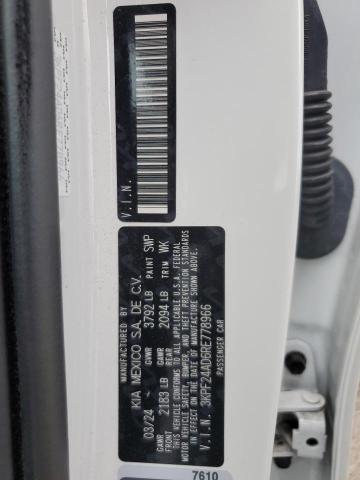 MANUFACTURED BY
KIA MEXICO S.A. DE C.V.
03/24 GVWR 3792 LB PAINT SWP
GAWR FRONT 2183 LB GAWR REAR 2094 LB TRIM WK
THIS VEHICLE CONFORMS TO ALL APPLICABLE U.S.A. FEDERAL
MOTOR VEHICLE SAFETY, BUMPER, AND THEFT PREVENTION STANDARDS
IN EFFECT ON THE DATE OF MANUFACTURE SHOWN ABOVE.
V.I.N. 3KPF24AD6RE778966
PASSENGER CAR
V.I.N.
7610